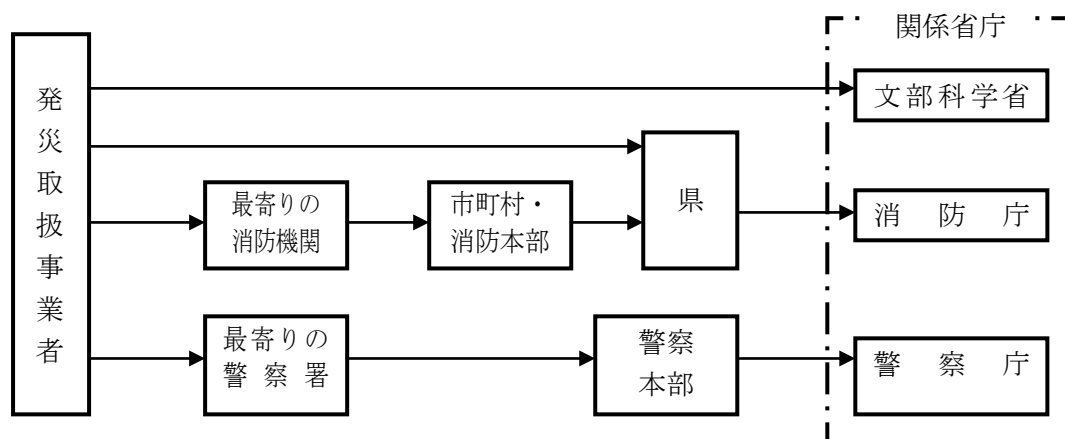 関係省庁
発災取扱事業者
文部科学省
最寄りの
消防機関
市町村・
消防本部
県
消防庁
最寄りの
警察署
警察
本部
警察庁